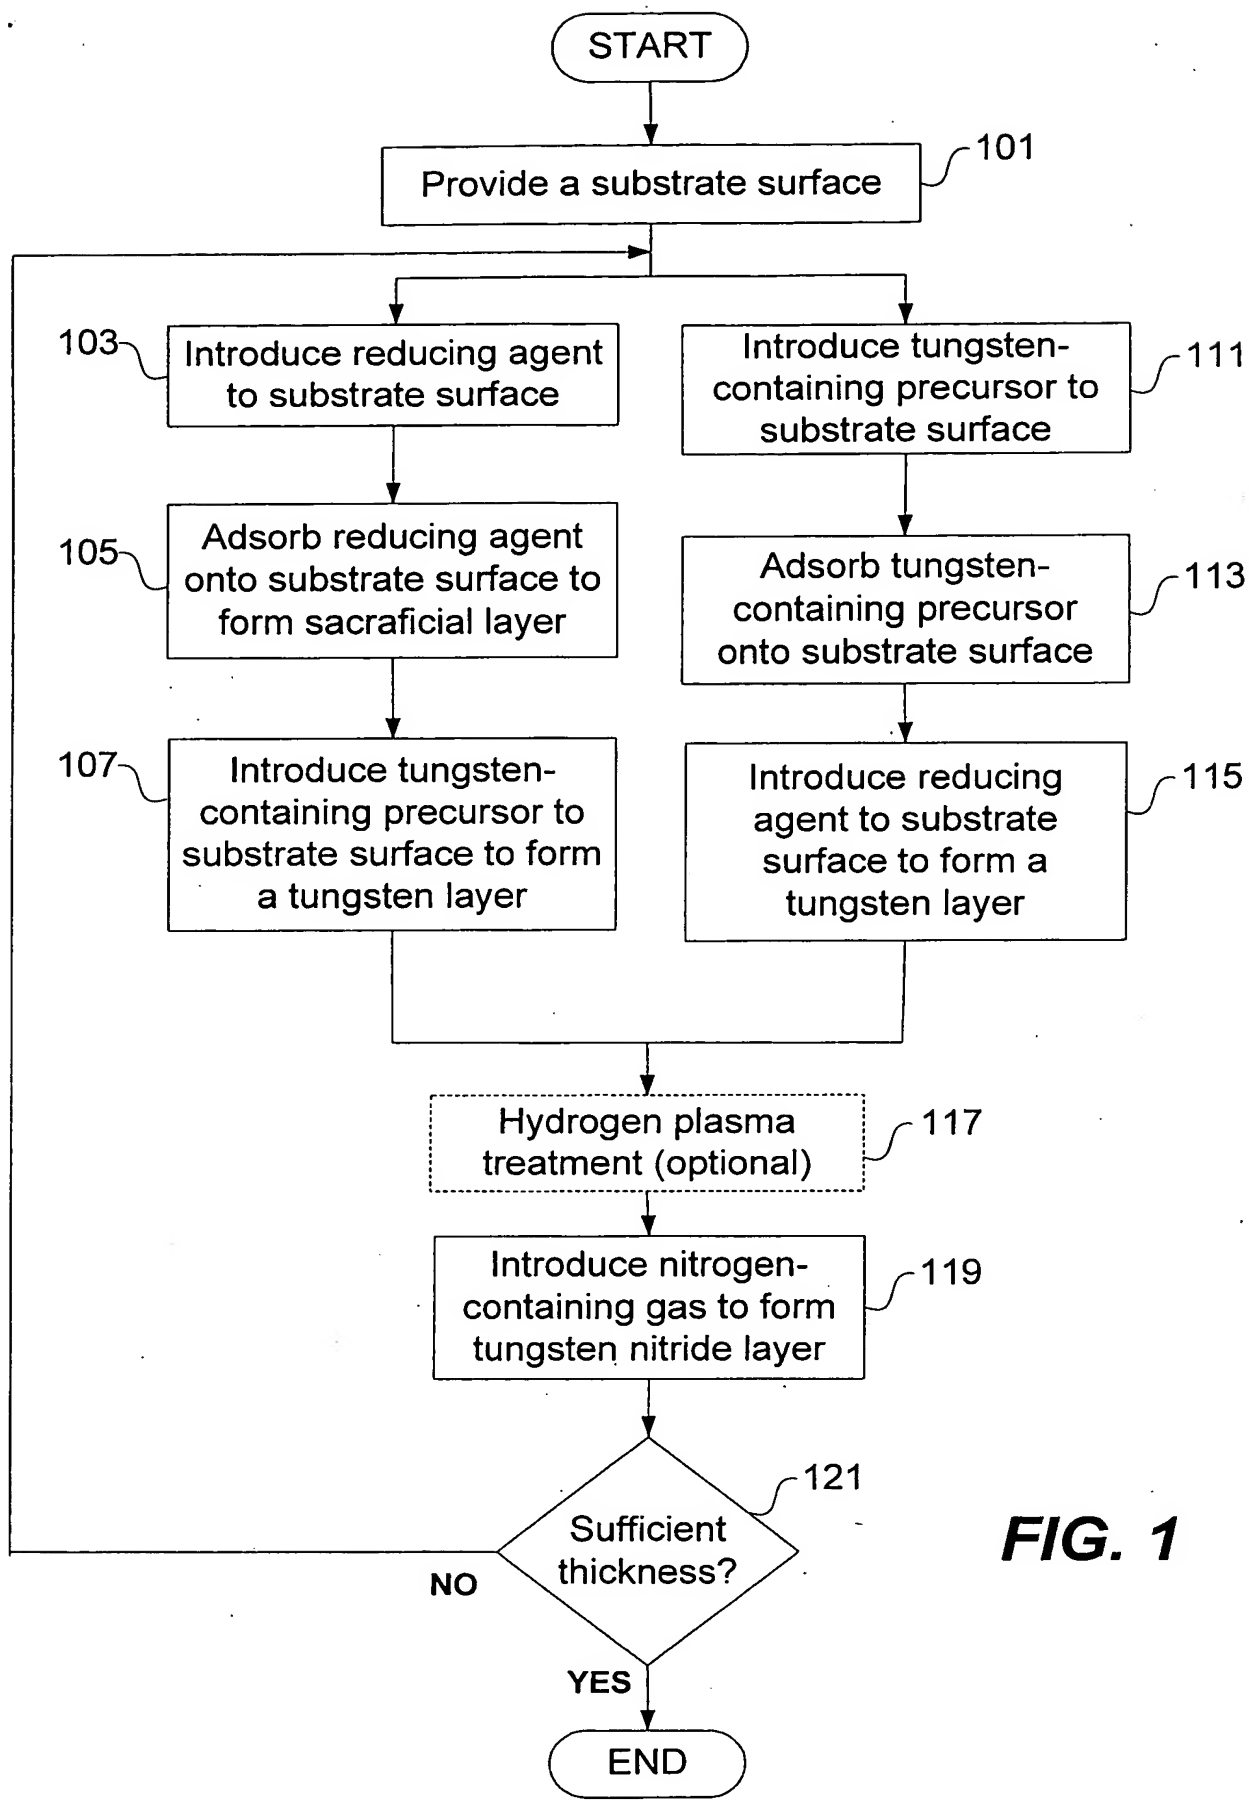 START
Provide a substrate surface
101
103
Introduce reducing agent
to substrate surface
105
Adsorb reducing agent
onto substrate surface to
form sacraficial layer
107
Introduce tungsten-
containing precursor to
substrate surface to form
a tungsten layer
Introduce tungsten-
containing precursor to
substrate surface
111
Adsorb tungsten-
containing precursor
onto substrate surface
113
Introduce reducing
agent to substrate
surface to form a
tungsten layer
115
Hydrogen plasma
treatment (optional)
117
Introduce nitrogen-
containing gas to form
tungsten nitride layer
119
Sufficient
thickness?
121
NO
YES
END
FIG. 1